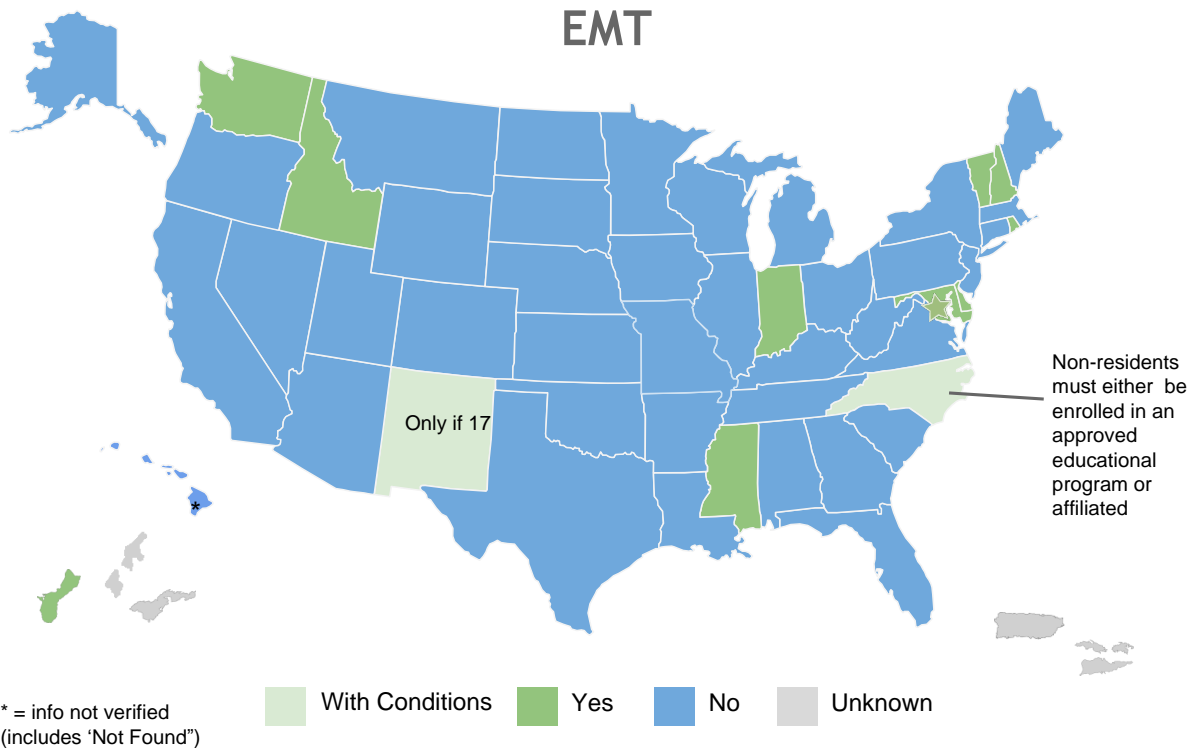 EMT
Only if 17
Non-residents
must either  be
enrolled in an
approved
educational
program or
affiliated
*
With Conditions
Yes
No
Unknown
* = info not verified
(includes ‘Not Found”)